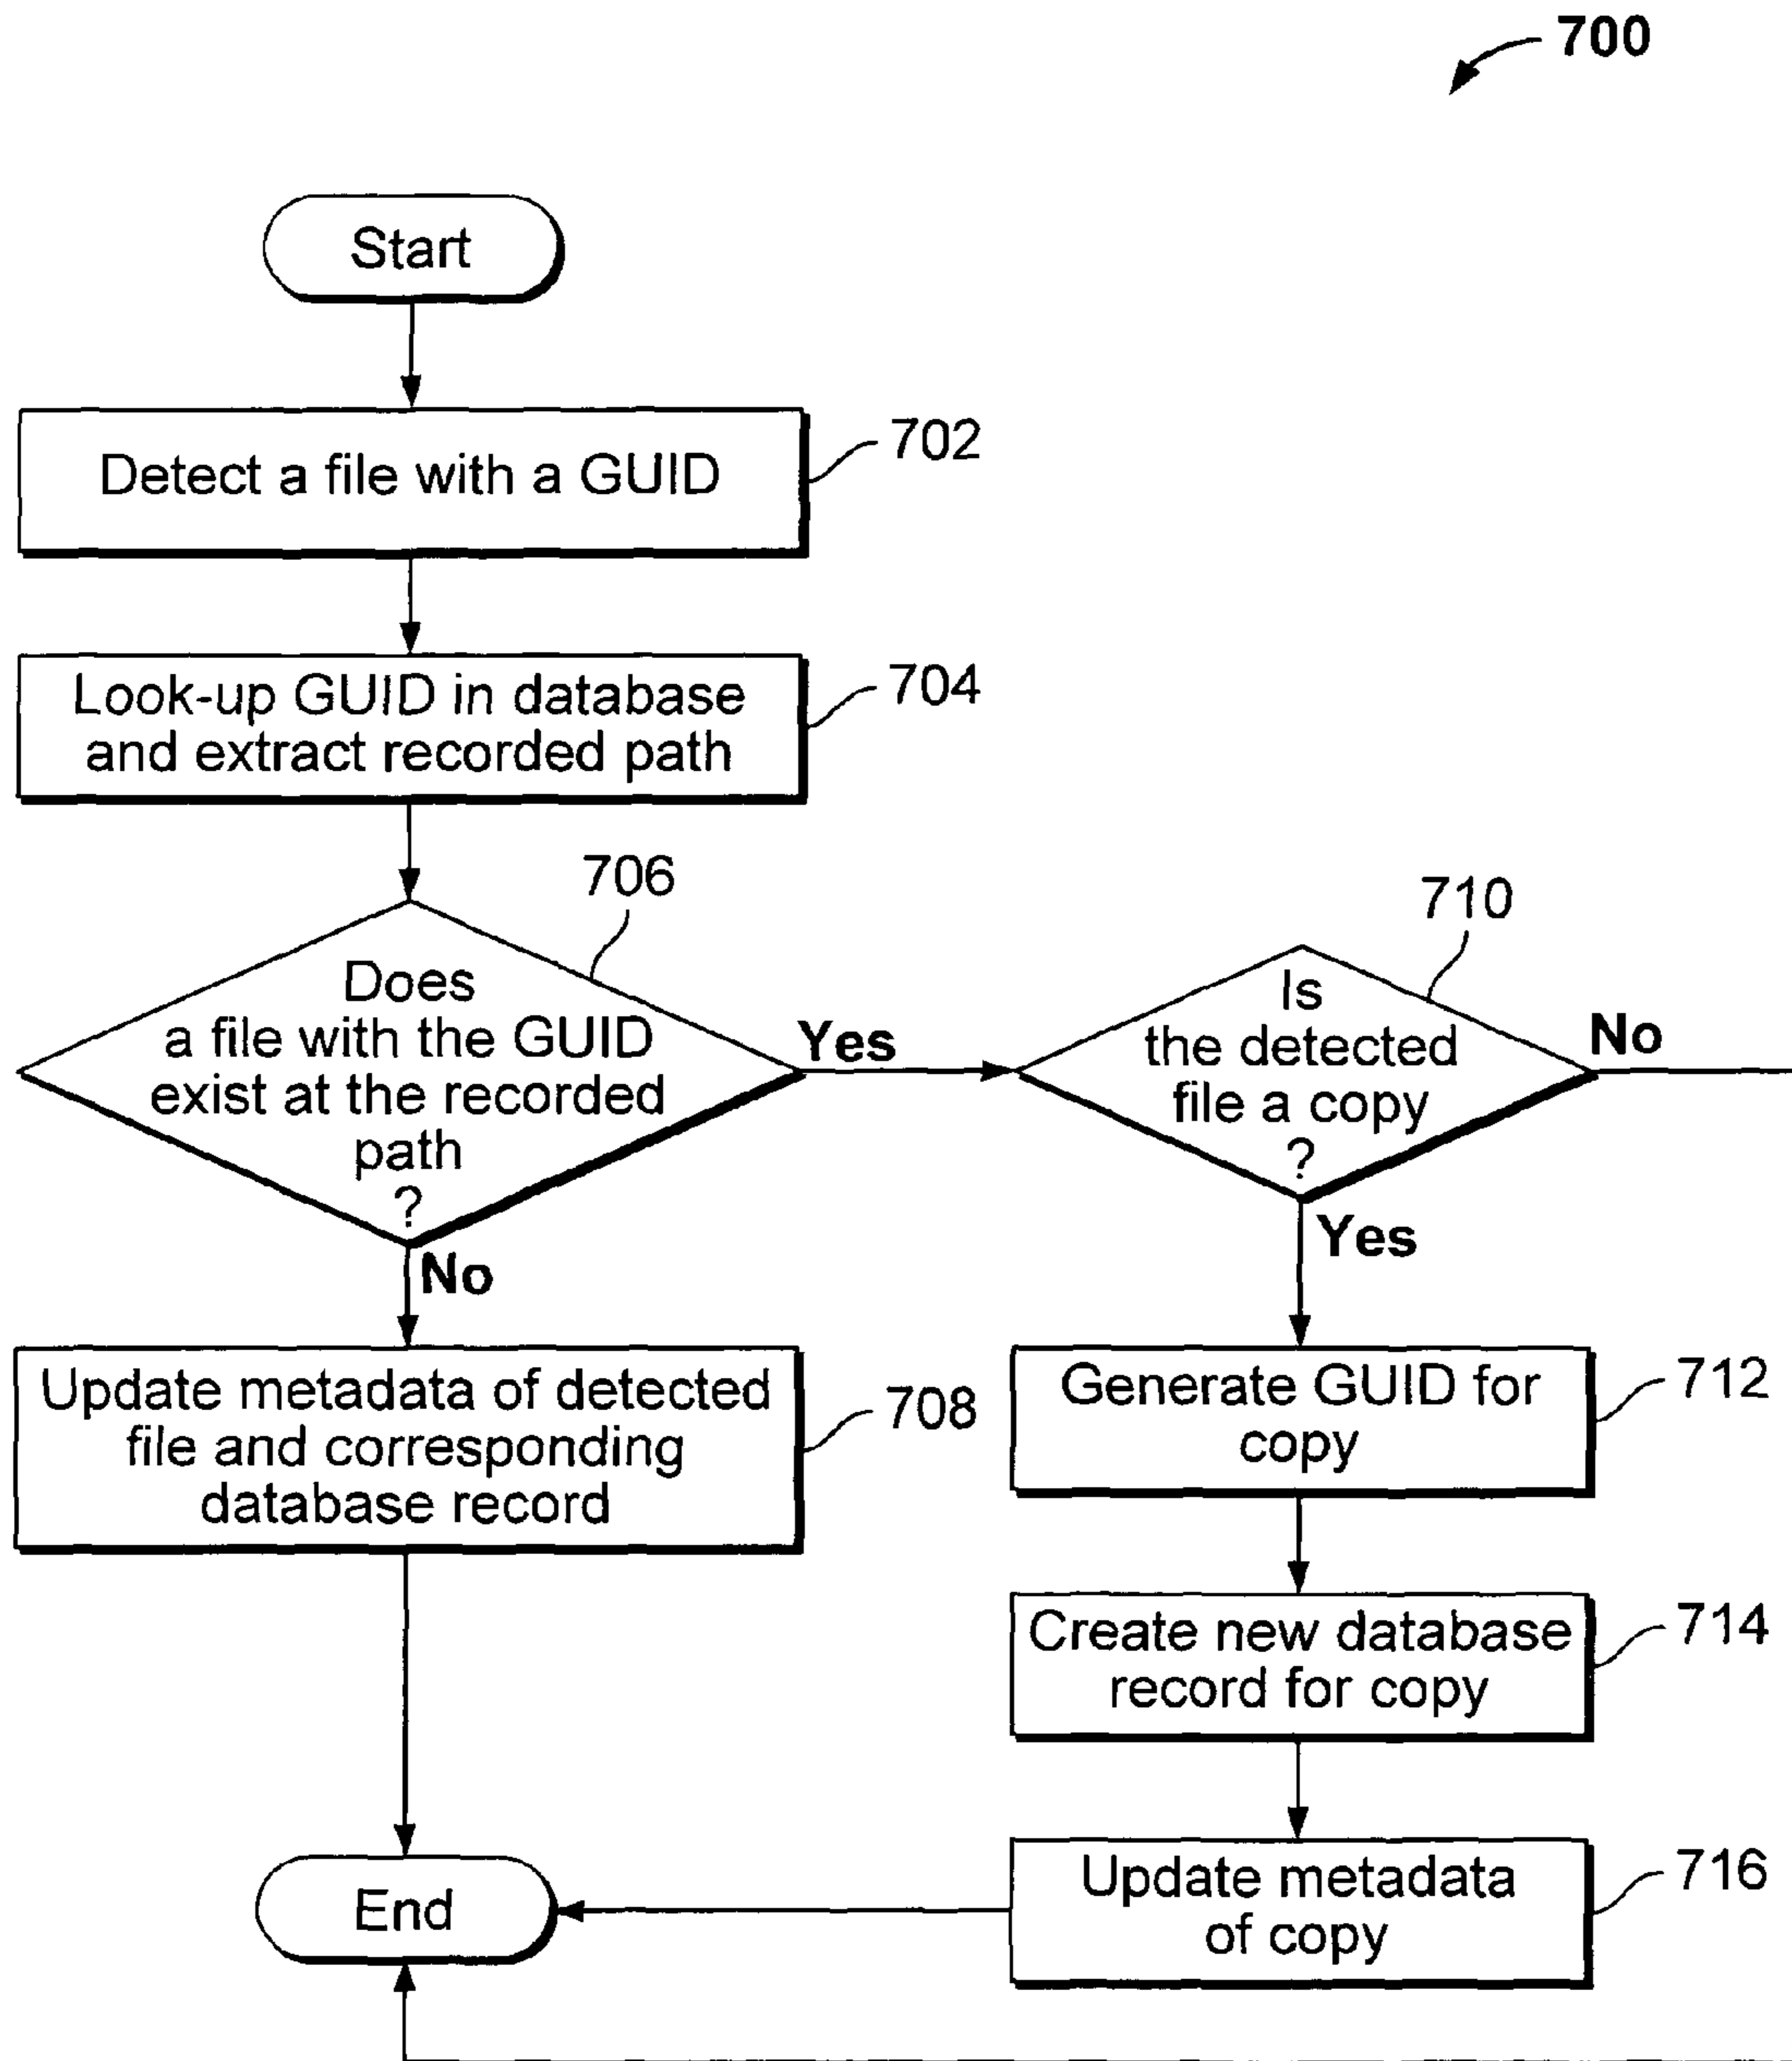 700
Start
Detect a file with a GUID
702
Look-up GUID in database
and extract recorded path
704
706
Does
a file with the GUID
exist at the recorded
path
?
Yes
No
710
Is
the detected
file a copy
?
No
Yes
Update metadata of detected
file and corresponding
database record
708
Generate GUID for
copy
712
Create new database
record for copy
714
Update metadata
of copy
716
End